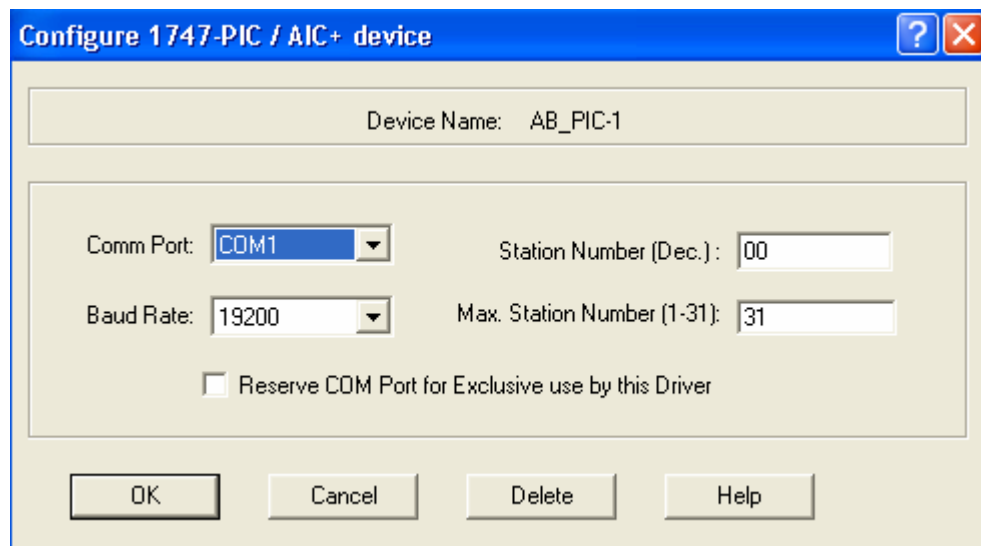 Configure 1747-PIC / AIC+ device
Device Name: AB_PIC-1
Comm Port: COM1 Station Number (Dec.) : 00
Baud Rate: 19200 Max. Station Number (1-31): 31
Reserve COM Port for Exclusive use by this Driver
OK Cancel Delete Help